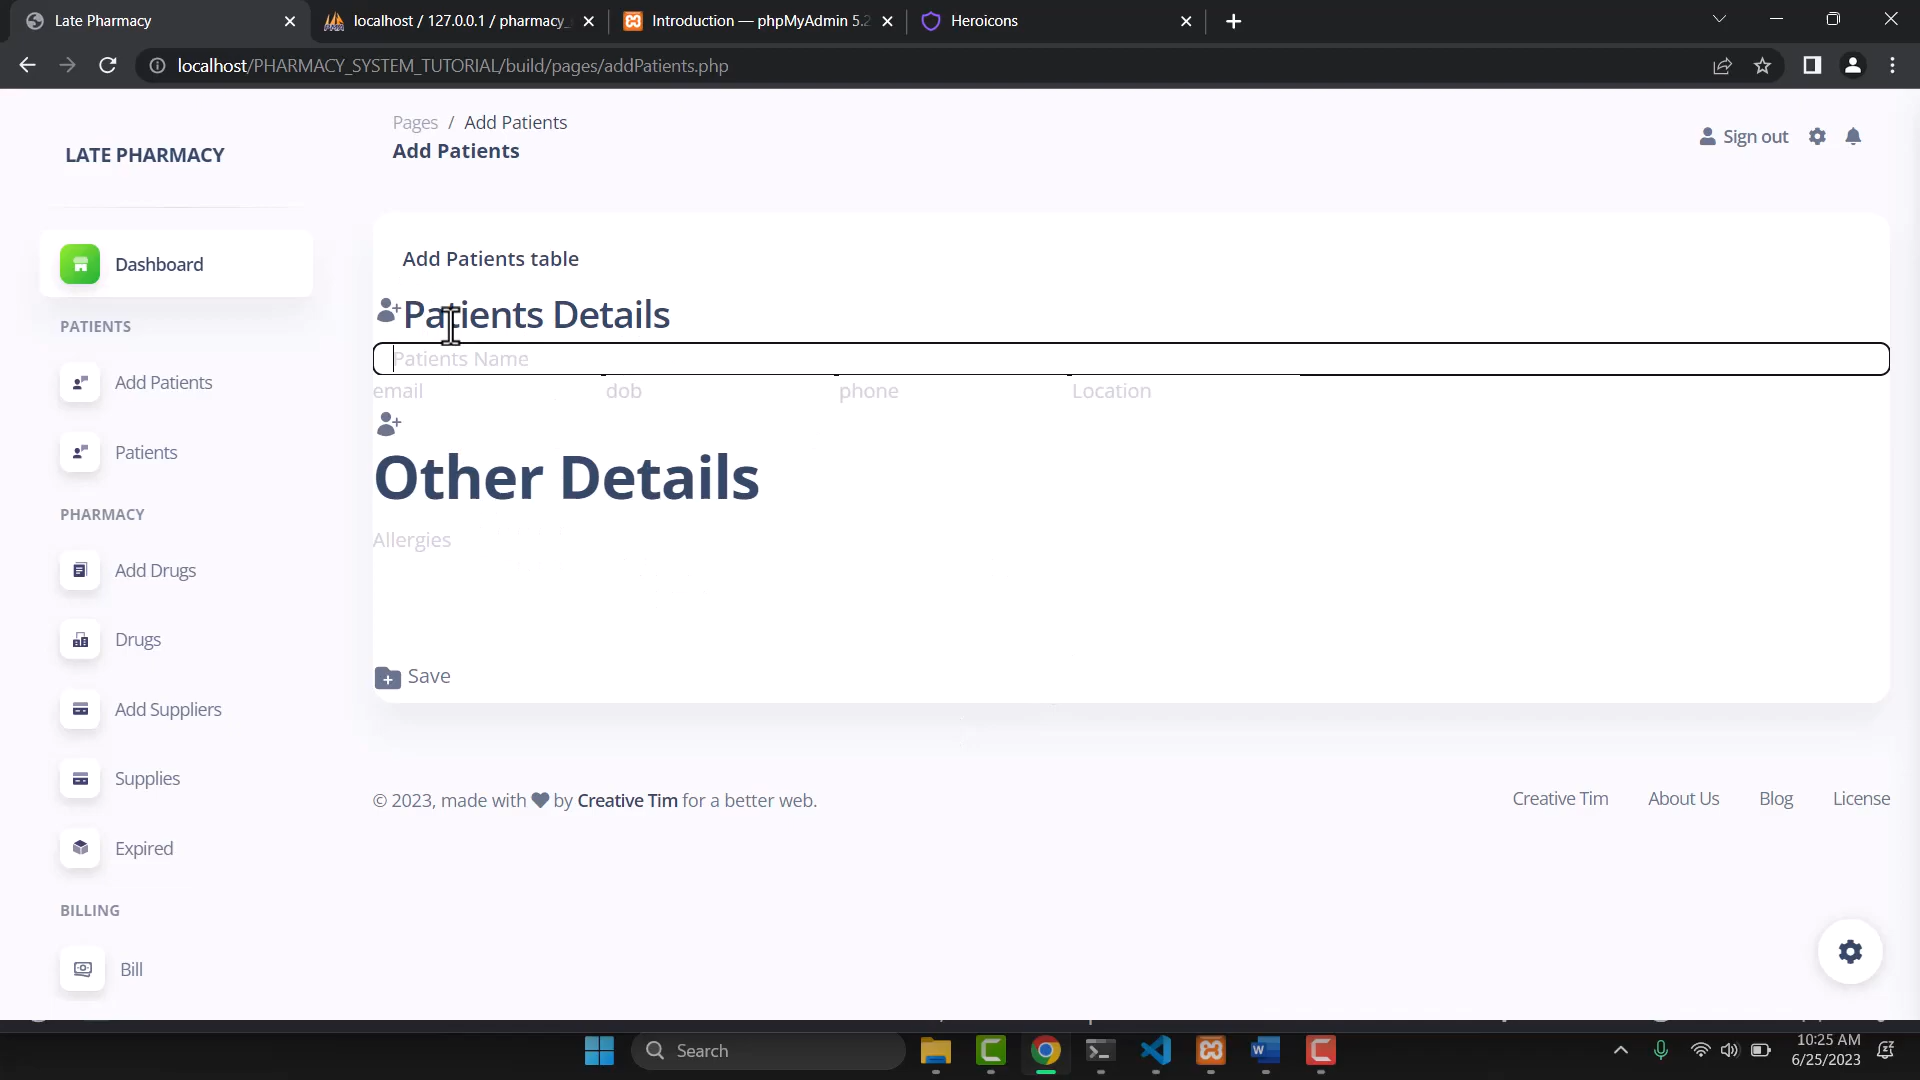 Late Pharmacy
localhost / 127.0.0.1 / pharmacy_
Introduction — phpMyAdmin 5.2
Heroicons
localhost/PHARMACY_SYSTEM_TUTORIAL/build/pages/addPatients.php
LATE PHARMACY
Pages / Add Patients
Add Patients
Sign out
Dashboard
PATIENTS
Add Patients
Patients
PHARMACY
Add Drugs
Drugs
Add Suppliers
Supplies
Expired
BILLING
Bill
Add Patients table
Patients Details
Patients Name
email dob phone Location
Other Details
Allergies
Save
© 2023, made with by Creative Tim for a better web.
Creative Tim About Us Blog License
Search
10:25 AM
6/25/2023